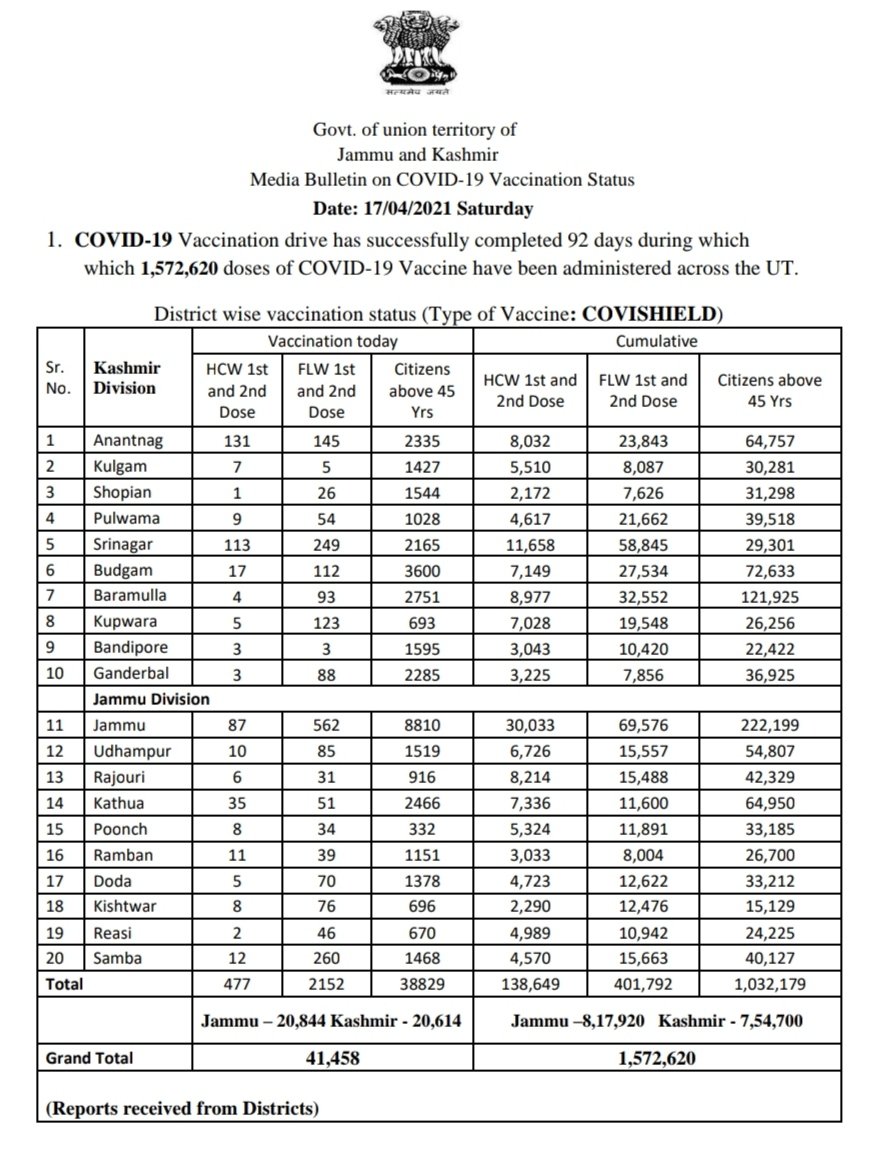 सत्यमेव जयते
Govt. of union territory of
Jammu and Kashmir
Media Bulletin on COVID-19 Vaccination Status
Date: 17/04/2021 Saturday
1. COVID-19 Vaccination drive has successfully completed 92 days during which
which 1,572,620 doses of COVID-19 Vaccine have been administered across the UT.
District wise vaccination status (Type of Vaccine: COVISHIELD)
Sr. No. Kashmir Division Vaccination today Cumulative
HCW 1st and 2nd Dose FLW 1st and 2nd Dose Citizens above 45 Yrs HCW 1st and 2nd Dose FLW 1st and 2nd Dose Citizens above 45 Yrs
1 Anantnag 131 145 2335 8,032 23,843 64,757
2 Kulgam 7 5 1427 5,510 8,087 30,281
3 Shopian 1 26 1544 2,172 7,626 31,298
4 Pulwama 9 54 1028 4,617 21,662 39,518
5 Srinagar 113 249 2165 11,658 58,845 29,301
6 Budgam 17 112 3600 7,149 27,534 72,633
7 Baramulla 4 93 2751 8,977 32,552 121,925
8 Kupwara 5 123 693 7,028 19,548 26,256
9 Bandipore 3 3 1595 3,043 10,420 22,422
10 Ganderbal 3 88 2285 3,225 7,856 36,925
Jammu Division
11 Jammu 87 562 8810 30,033 69,576 222,199
12 Udhampur 10 85 1519 6,726 15,557 54,807
13 Rajouri 6 31 916 8,214 15,488 42,329
14 Kathua 35 51 2466 7,336 11,600 64,950
15 Poonch 8 34 332 5,324 11,891 33,185
16 Ramban 11 39 1151 3,033 8,004 26,700
17 Doda 5 70 1378 4,723 12,622 33,212
18 Kishtwar 8 76 696 2,290 12,476 15,129
19 Reasi 2 46 670 4,989 10,942 24,225
20 Samba 12 260 1468 4,570 15,663 40,127
Total 477 2152 38829 138,649 401,792 1,032,179
Jammu – 20,844 Kashmir - 20,614 Jammu –8,17,920 Kashmir - 7,54,700
Grand Total 41,458 1,572,620
(Reports received from Districts)